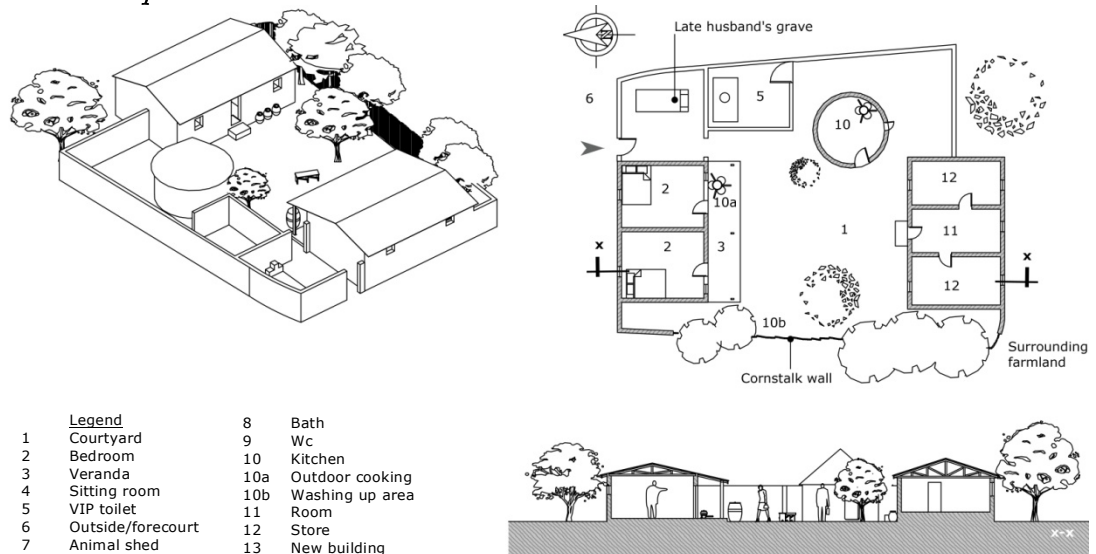 Late husband's grave
6
5
10
2
10a
12
11
12
2
3
1
x
x
10b
Surrounding
farmland
Cornstalk wall
Legend
1 Courtyard
2 Bedroom
3 Veranda
4 Sitting room
5 VIP toilet
6 Outside/forecourt
7 Animal shed
8 Bath
9 Wc
10 Kitchen
10a Outdoor cooking
10b Washing up area
11 Room
12 Store
13 New building
x-x